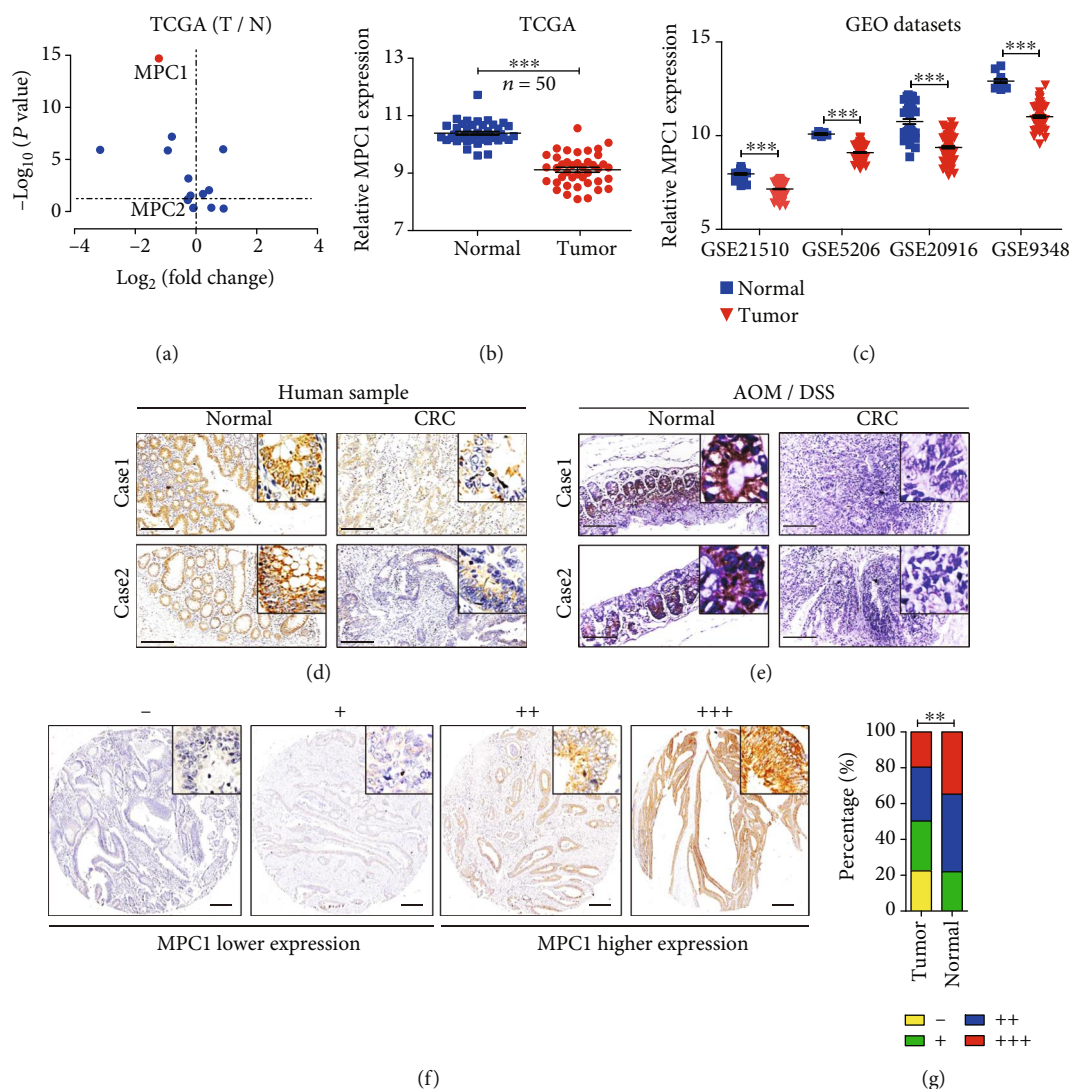 TCGA (T / N)
15
10
5
0
−Log10 (P value)
MPC1
MPC2
−4
−2
0
2
4
Log2 (fold change)
(a)
TCGA
13
11
9
7
Relative MPC1 expression
***
n = 50
Normal
Tumor
(b)
GEO datasets
15
10
5
Relative MPC1 expression
***
***
***
***
GSE21510
GSE5206
GSE20916
GSE9348
Normal
Tumor
(c)
Human sample
Normal
CRC
Case1
Case2
(d)
AOM / DSS
Normal
CRC
Case1
Case2
(e)
−
+
++
+++
MPC1 lower expression
MPC1 higher expression
(f)
**
100
80
60
40
20
0
Percentage (%)
Tumor
Normal
−
++
+
+++
(g)